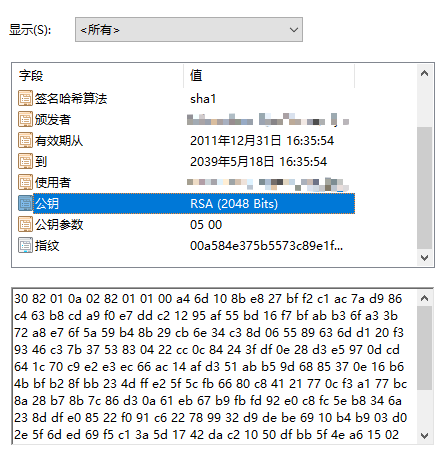 显示(S):
<所有>
字段 值
签名哈希算法 sha1
颁发者
有效期从 2011年12月31日 16:35:54
到 2039年5月18日 16:35:54
使用者
公钥 RSA (2048 Bits)
公钥参数 05 00
指纹 00a584e375b5573c89e1f...
30 82 01 0a 02 82 01 01 00 a4 6d 10 8b e8 27 bf f2 c1 ac 7a d9 86
c4 63 b8 cd a9 f0 e7 dd c2 12 95 af 55 bd 16 f7 bf ab b3 6f a3 3b
72 a8 e7 6f 5a 59 b4 8b 29 cb 6e 34 c3 8d 06 55 89 63 6d d1 20 f3
93 46 c3 7b 37 53 83 04 22 cc 0c 84 24 3f df 0e 28 d3 e5 97 0d cd
64 1c 70 c9 e2 e3 ec 66 ac 14 af d3 51 ab b5 9d 68 85 37 0e 16 b6
4b bf b2 8f bb 23 4d ff e2 5f 5c fb 66 80 c8 41 21 77 0c f3 a1 77 bc
8a 28 b7 8b 7c 86 d3 0a 61 eb 67 b9 fb fd 92 e0 c8 fc 5e b8 34 6a
23 8d df e0 85 22 f0 91 c6 22 78 99 32 d9 de be 69 10 b4 b9 03 d0
2e 5f 6d ed 69 f5 c1 3a 5d 17 42 da c2 10 50 df bb 5f 4e a6 15 02